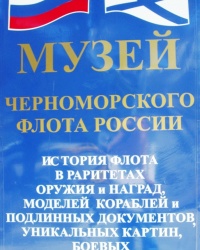 МУЗЕЙ
ЧЕРНОМОРСКОГО
ФЛОТА РОССИИ
ИСТОРИЯ ФЛОТА
В РАРИТЕТАХ
ОРУЖИЯ и НАГРАД,
МОДЕЛЕЙ КОРАБЛЕЙ и
ПОДЛИННЫХ ДОКУМЕНТОВ,
УНИКАЛЬНЫХ КАРТИН,
БОЕВЫХ